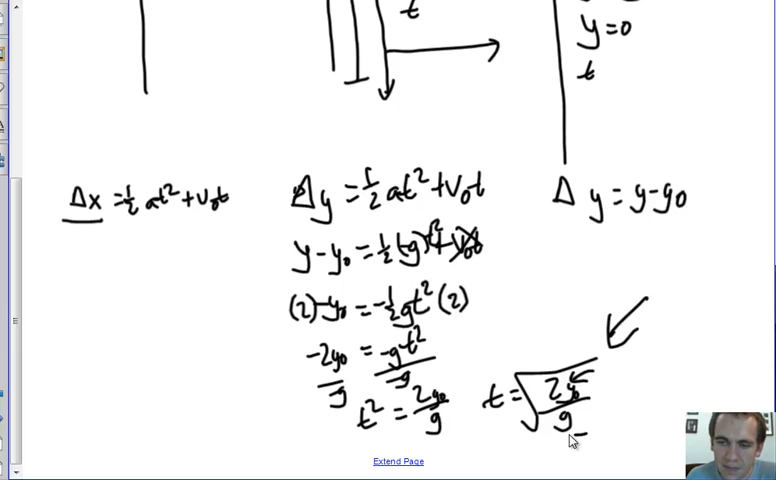 t
y = 0
t
Δx = 1/2 at² + v₀t
Δy = 1/2 at² + v₀t
Δ y = y - y₀
y - y₀ = 1/2 (-g) t² + v₀t
(2) -y₀ = -1/2 gt² (2)
-2y₀ / -g = -gt² / -g
t² = 2y₀ / g
t = √(2y₀ / g)
Extend Page